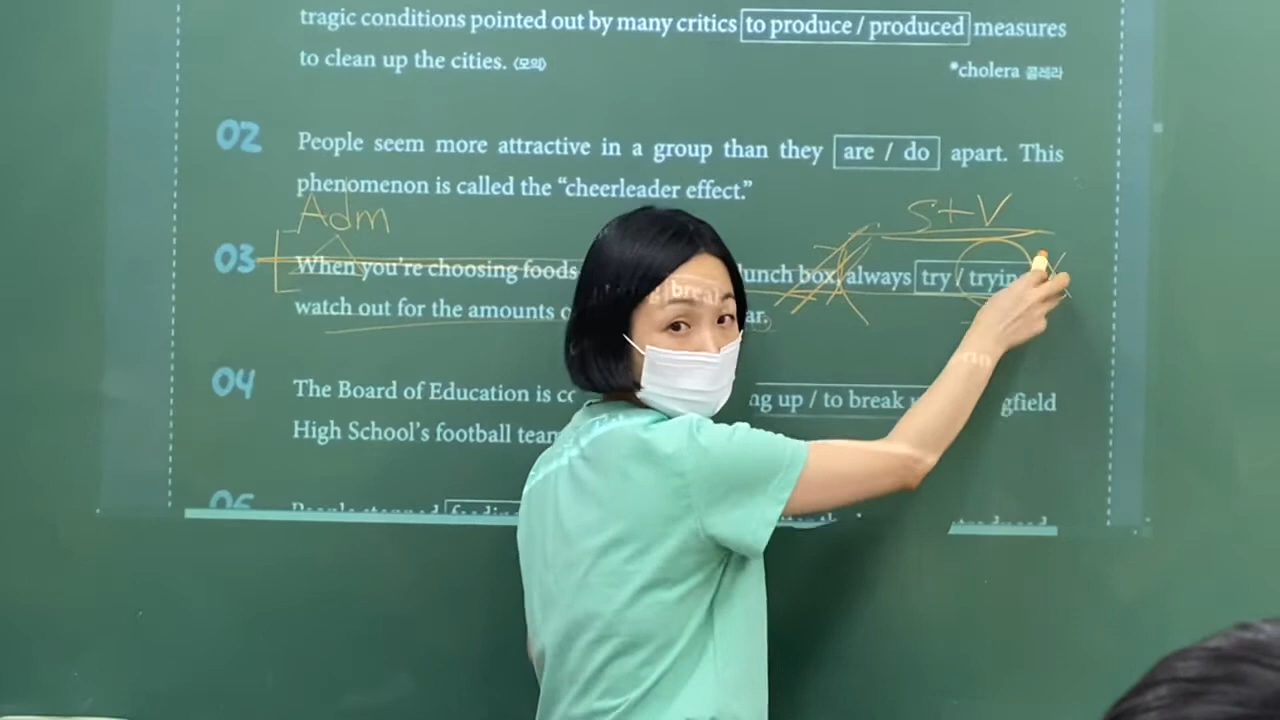 tragic conditions pointed out by many critics to produce / produced measures
to clean up the cities. (모의)
*cholera 콜레라
02 People seem more attractive in a group than they are / do apart. This
phenomenon is called the “cheerleader effect.”
Adm
S+V
03 When you're choosing foods lunch box, always try / trying
watch out for the amounts
04 The Board of Education is ng up / to break gfield
High School's football team
06 People stopped